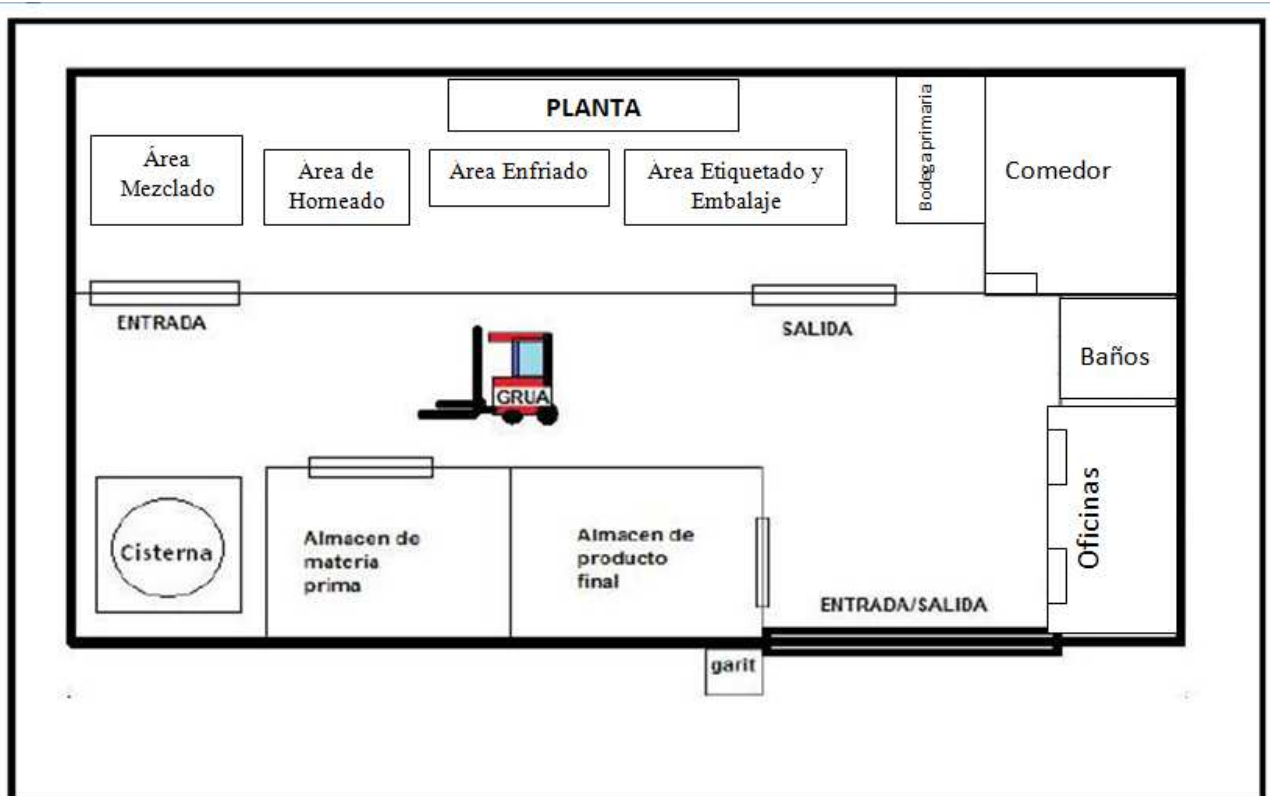 PLANTA
Área
Mezclado
Área de
Horneado
Área Enfriado
Área Etiquetado y
Embalaje
Bodega primaria
Comedor
ENTRADA
SALIDA
GRUA
Baños
Cisterna
Almacen de
materia
prima
Almacen de
producto
final
ENTRADA/SALIDA
Oficinas
garit